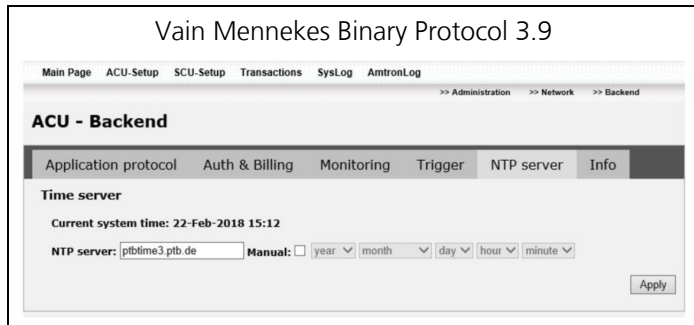 Vain Mennekes Binary Protocol 3.9
Main Page ACU-Setup SCU-Setup Transactions SysLog AmtronLog
>> Administration >> Network >> Backend
ACU - Backend
Application protocol Auth & Billing Monitoring Trigger NTP server Info
Time server
Current system time: 22-Feb-2018 15:12
NTP server: ptbtime3.ptb.de Manual: year month day hour minute
Apply